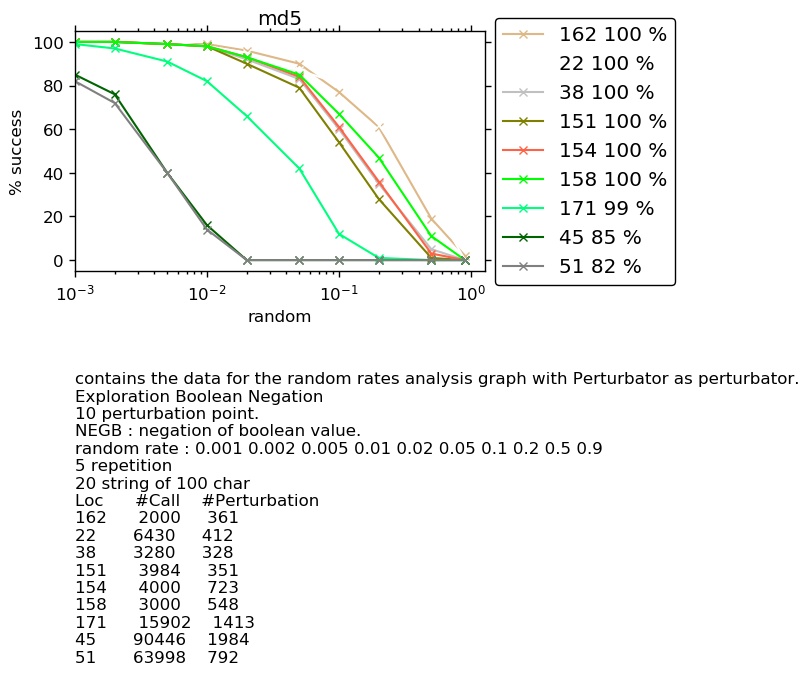 md5
100
80
60
40
20
0
% success
10⁻³
10⁻²
10⁻¹
10⁰
random
162 100 %
22 100 %
38 100 %
151 100 %
154 100 %
158 100 %
171 99 %
45 85 %
51 82 %
contains the data for the random rates analysis graph with Perturbator as perturbator.
Exploration Boolean Negation
10 perturbation point.
NEGB : negation of boolean value.
random rate : 0.001 0.002 0.005 0.01 0.02 0.05 0.1 0.2 0.5 0.9
5 repetition
20 string of 100 char
Loc #Call #Perturbation
162 2000 361
22 6430 412
38 3280 328
151 3984 351
154 4000 723
158 3000 548
171 15902 1413
45 90446 1984
51 63998 792